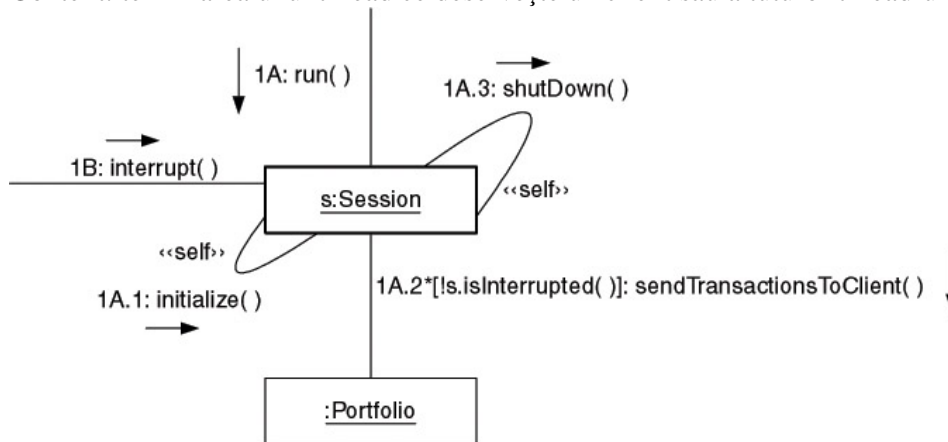 1A: run( )
1A.3: shutDown( )
1B: interrupt( )
s:Session
‹‹self››
‹‹self››
1A.1: initialize( )
1A.2*[!s.isInterrupted( )]: sendTransactionsToClient( )
:Portfolio